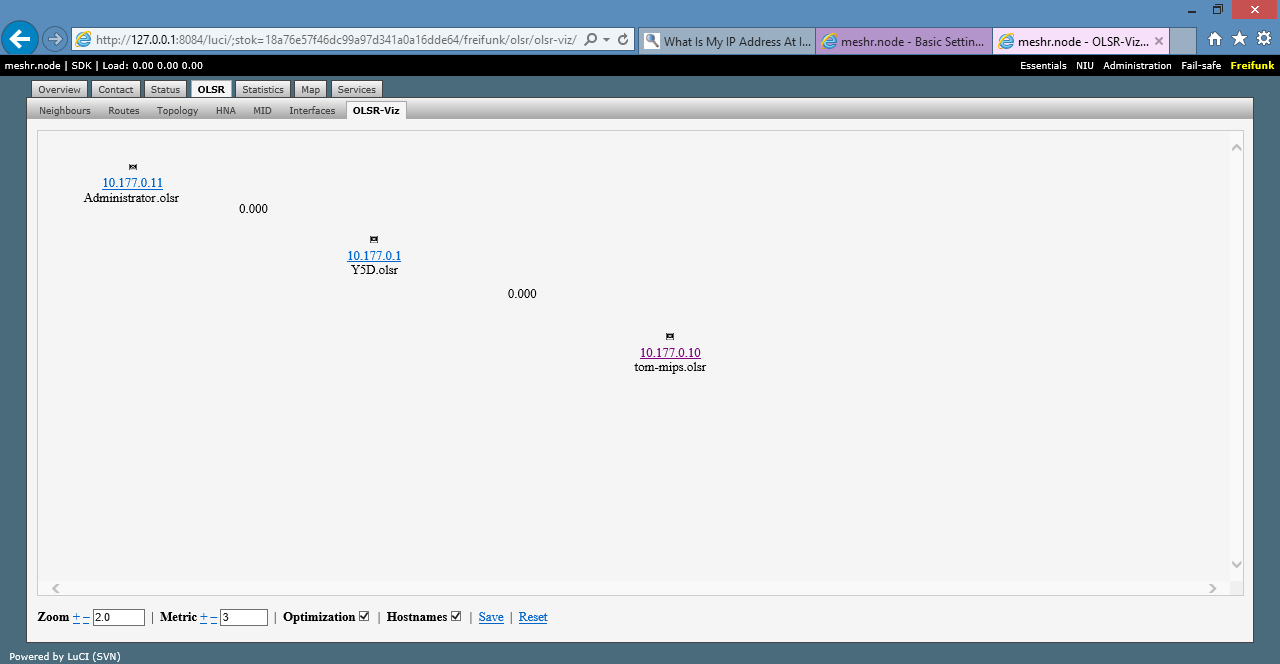 http://127.0.0.1:8084/luci/;stok=18a76e57f46dc99a97d341a0a16dde64/freifunk/olsr/olsr-viz/
What Is My IP Address At I...
meshr.node - Basic Settin...
meshr.node - OLSR-Viz...
meshr.node | SDK | Load: 0.00 0.00 0.00
Essentials NIU Administration Fail-safe Freifunk
Overview Contact Status OLSR Statistics Map Services
Neighbours Routes Topology HNA MID Interfaces OLSR-Viz
10.177.0.11
Administrator.olsr
0.000
10.177.0.1
Y5D.olsr
0.000
10.177.0.10
tom-mips.olsr
Zoom + – 2.0 | Metric + – 3 | Optimization | Hostnames | Save | Reset
Powered by LuCI (SVN)